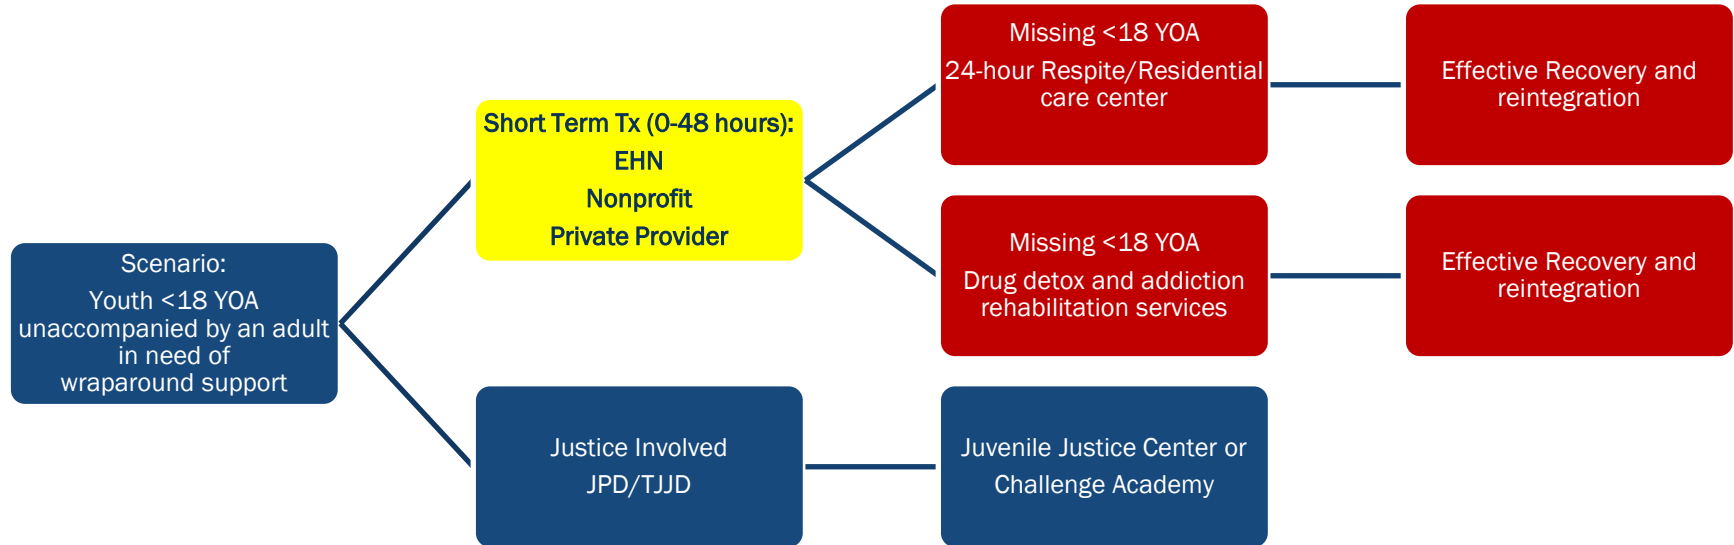 Scenario:
Youth <18 YOA
unaccompanied by an adult
in need of
wraparound support
Short Term Tx (0-48 hours):
EHN
Nonprofit
Private Provider
Missing <18 YOA
24-hour Respite/Residential
care center
Effective Recovery and
reintegration
Missing <18 YOA
Drug detox and addiction
rehabilitation services
Effective Recovery and
reintegration
Justice Involved
JPD/TJJD
Juvenile Justice Center or
Challenge Academy